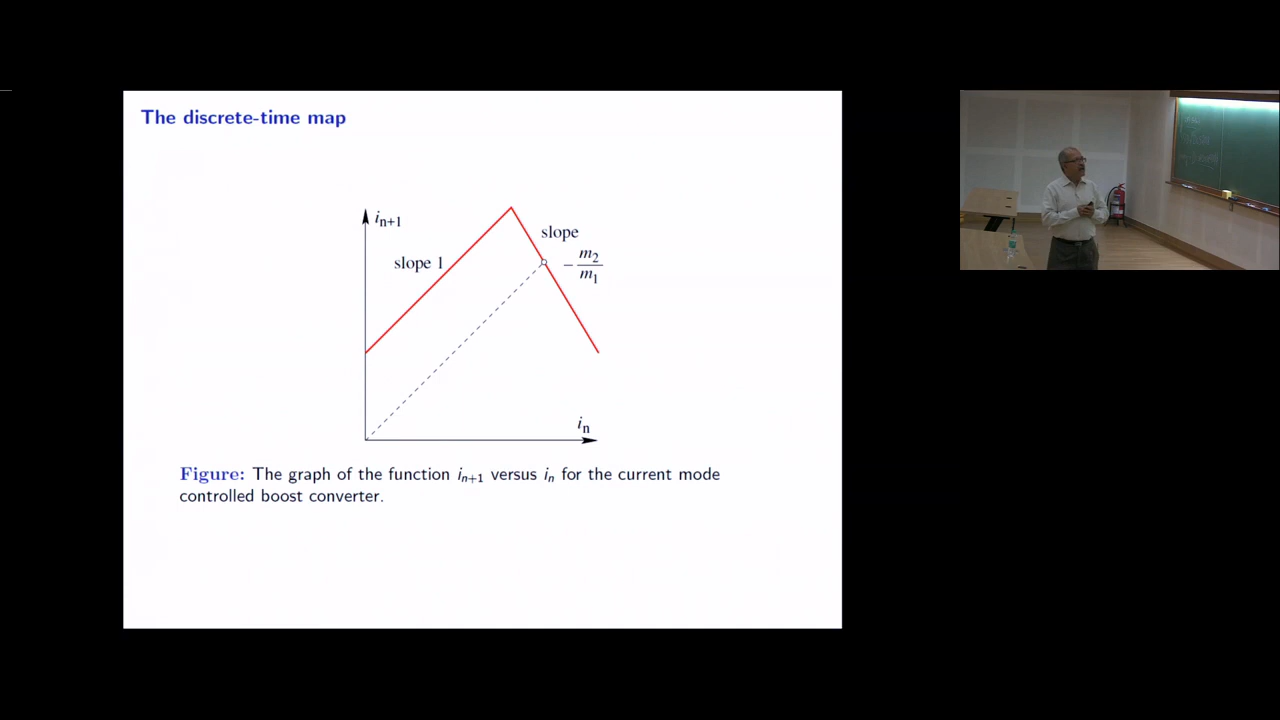 The discrete-time map
i_{n+1}
slope
slope 1
− m_2 / m_1
i_n
Figure: The graph of the function i_{n+1} versus i_n for the current mode
controlled boost converter.